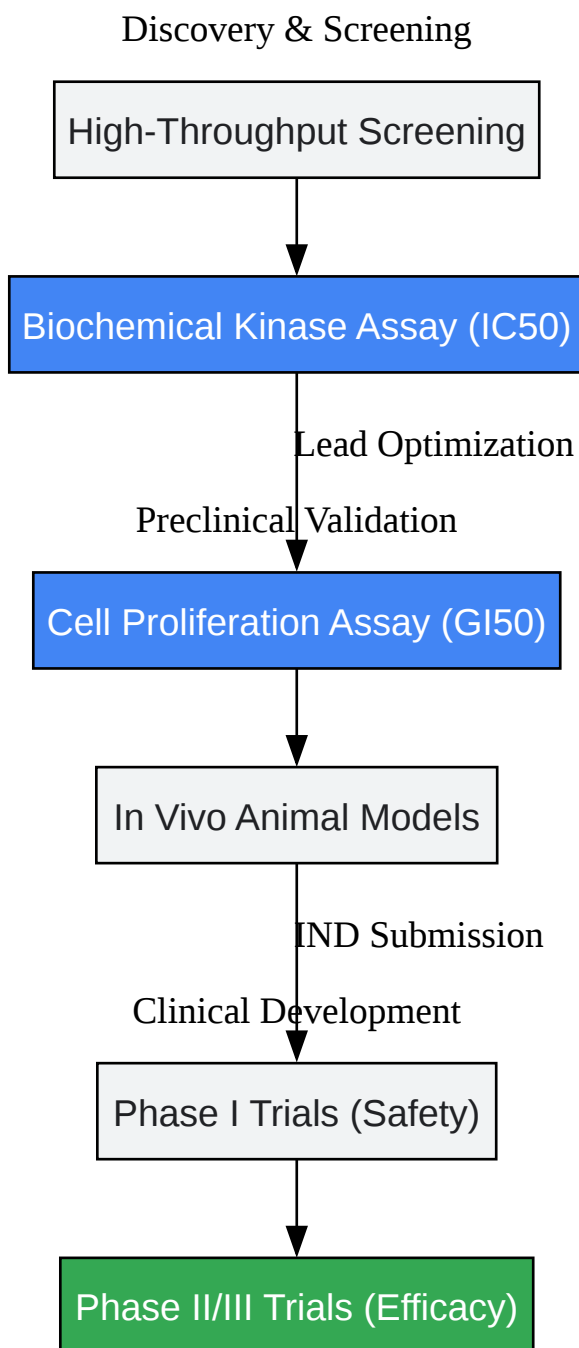 Discovery & Screening
High-Throughput Screening
Biochemical Kinase Assay (IC50)
Lead Optimization
Preclinical Validation
Cell Proliferation Assay (GI50)
In Vivo Animal Models
IND Submission
Clinical Development
Phase I Trials (Safety)
Phase II/III Trials (Efficacy)